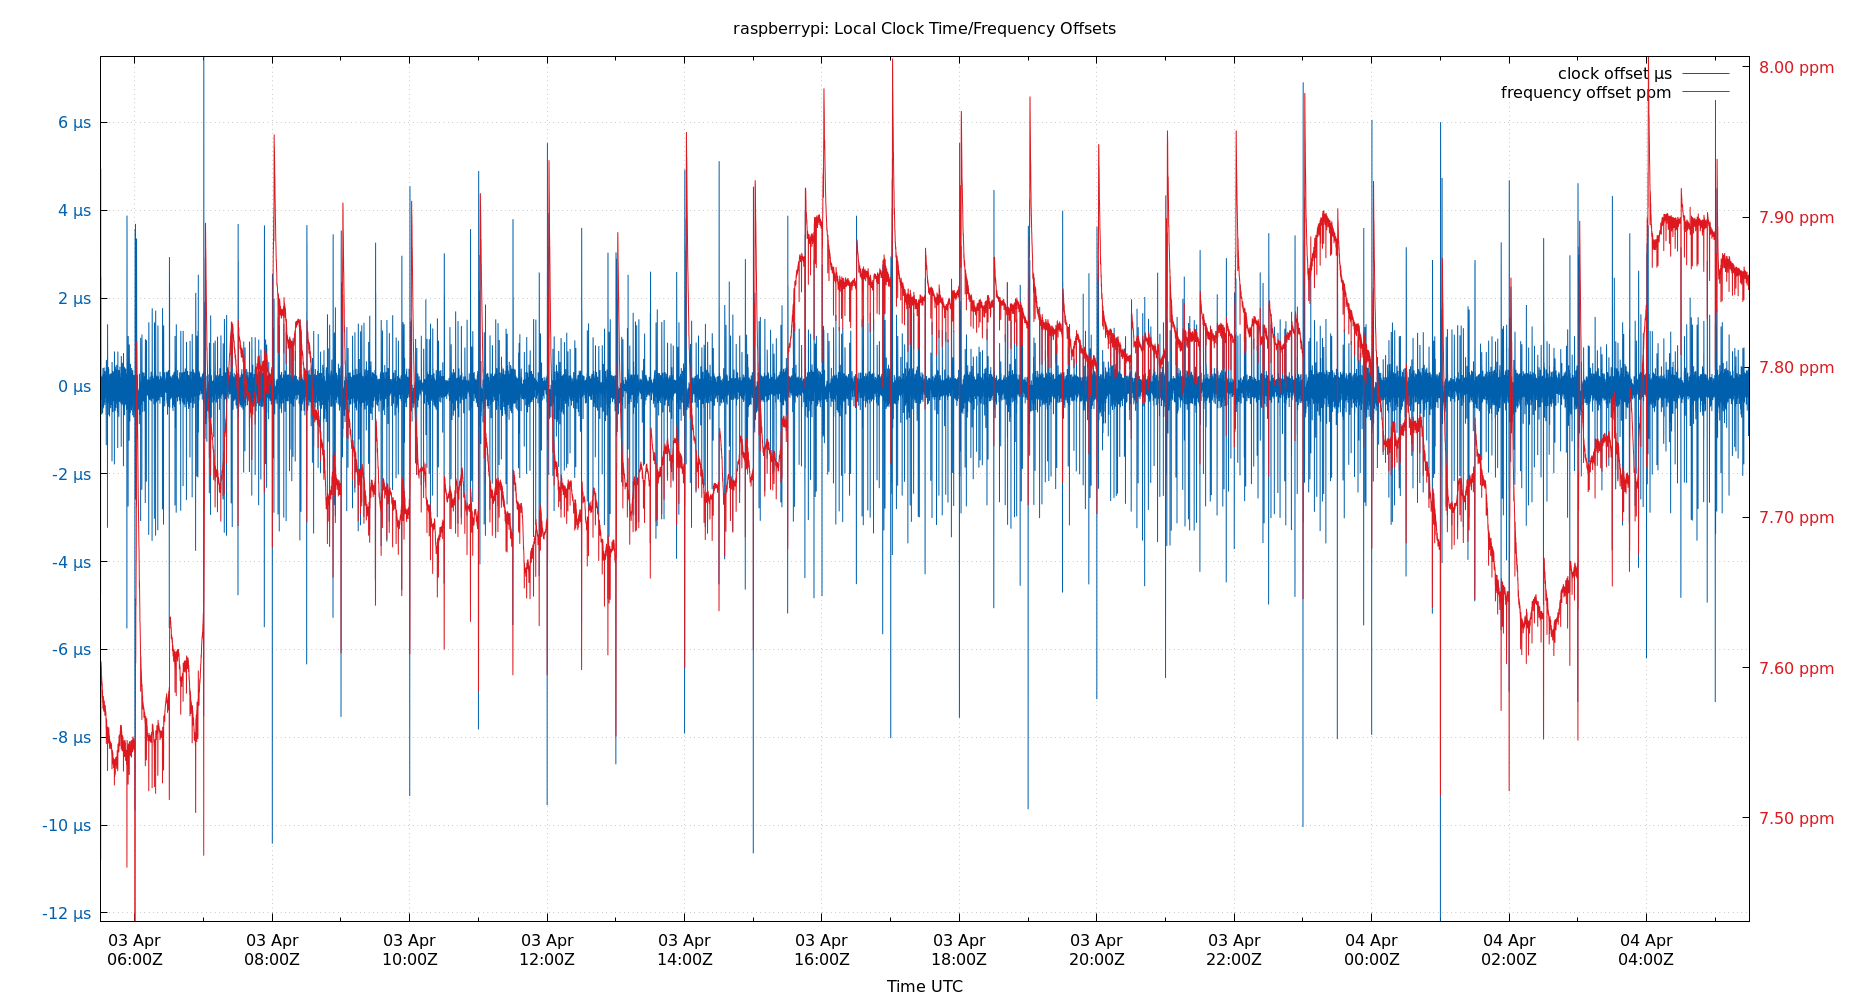 raspberrypi: Local Clock Time/Frequency Offsets
clock offset µs
frequency offset ppm
6 µs
4 µs
2 µs
0 µs
-2 µs
-4 µs
-6 µs
-8 µs
-10 µs
-12 µs
8.00 ppm
7.90 ppm
7.80 ppm
7.70 ppm
7.60 ppm
7.50 ppm
03 Apr 03 Apr 03 Apr 03 Apr 03 Apr 03 Apr 03 Apr 03 Apr 03 Apr 04 Apr 04 Apr 04 Apr
06:00Z 08:00Z 10:00Z 12:00Z 14:00Z 16:00Z 18:00Z 20:00Z 22:00Z 00:00Z 02:00Z 04:00Z
Time UTC